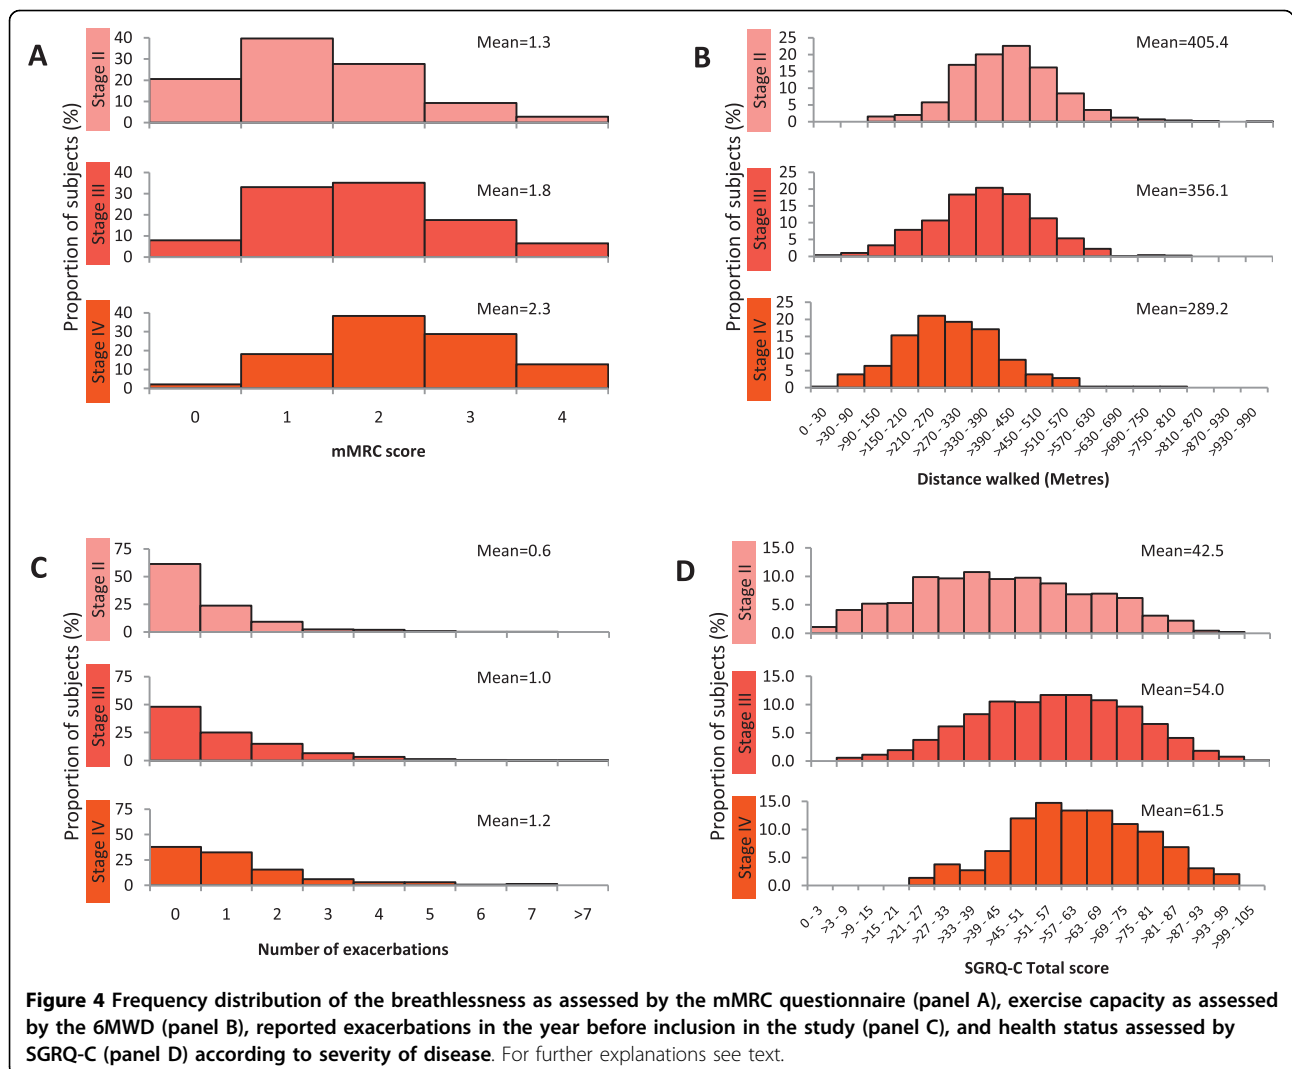 A
Proportion of subjects (%)
Stage II
40
30
20
10
0
Mean=1.3
Stage III
40
30
20
10
0
Mean=1.8
Stage IV
40
30
20
10
0
Mean=2.3
0 1 2 3 4
mMRC score
B
Proportion of subjects (%)
Stage II
25
20
15
10
5
0
Mean=405.4
Stage III
25
20
15
10
5
0
Mean=356.1
Stage IV
25
20
15
10
5
0
Mean=289.2
0 - 30
>30 - 90
>90 - 150
>150 - 210
>210 - 270
>270 - 330
>330 - 390
>390 - 450
>450 - 510
>510 - 570
>570 - 630
>630 - 690
>690 - 750
>750 - 810
>810 - 870
>870 - 930
>930 - 990
Distance walked (Metres)
C
Proportion of subjects (%)
Stage II
75
50
25
0
Mean=0.6
Stage III
75
50
25
0
Mean=1.0
Stage IV
75
50
25
0
Mean=1.2
0 1 2 3 4 5 6 7 >7
Number of exacerbations
D
Proportion of subjects (%)
Stage II
15.0
10.0
5.0
0.0
Mean=42.5
Stage III
15.0
10.0
5.0
0.0
Mean=54.0
Stage IV
15.0
10.0
5.0
0.0
Mean=61.5
0 - 3
>3 - 9
>9 - 15
>15 - 21
>21 - 27
>27 - 33
>33 - 39
>39 - 45
>45 - 51
>51 - 57
>57 - 63
>63 - 69
>69 - 75
>75 - 81
>81 - 87
>87 - 93
>93 - 99
>99 - 105
SGRQ-C Total score
Figure 4 Frequency distribution of the breathlessness as assessed by the mMRC questionnaire (panel A), exercise capacity as assessed
by the 6MWD (panel B), reported exacerbations in the year before inclusion in the study (panel C), and health status assessed by
SGRQ-C (panel D) according to severity of disease. For further explanations see text.